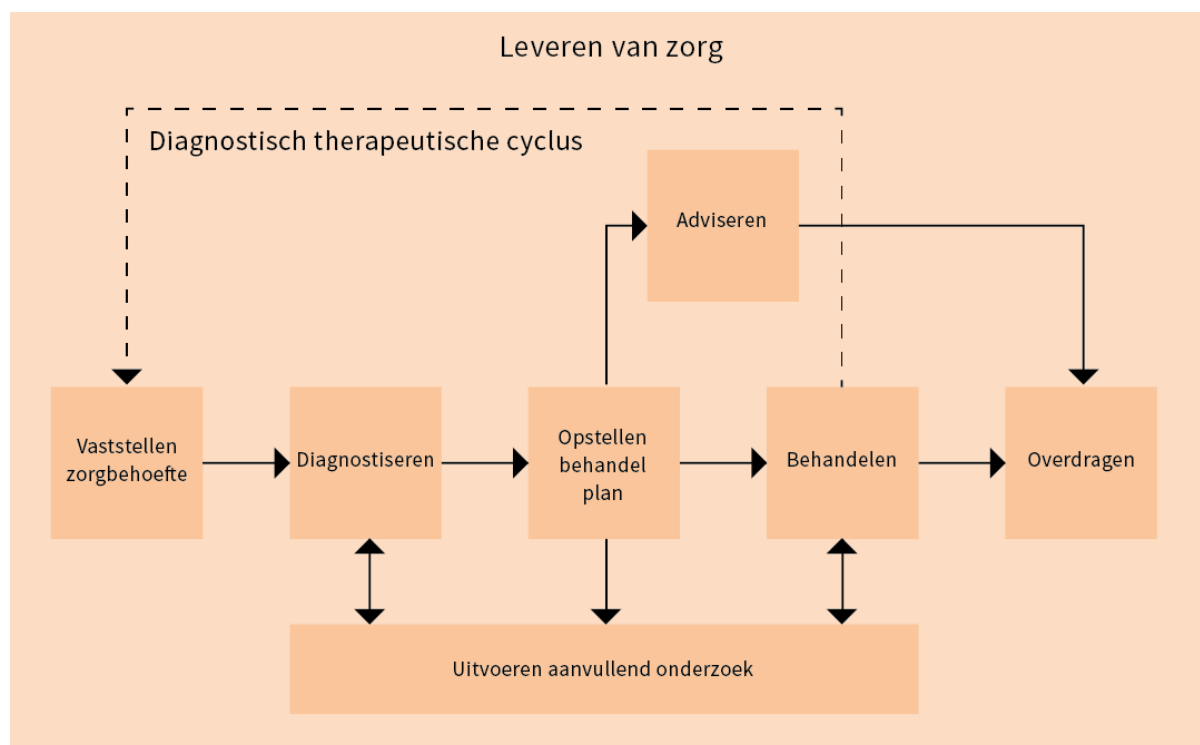 Leveren van zorg
Diagnostisch therapeutische cyclus
Adviseren
Vaststellen
zorgbehoefte
Diagnostiseren
Opstellen
behandel
plan
Behandelen
Overdragen
Uitvoeren aanvullend onderzoek